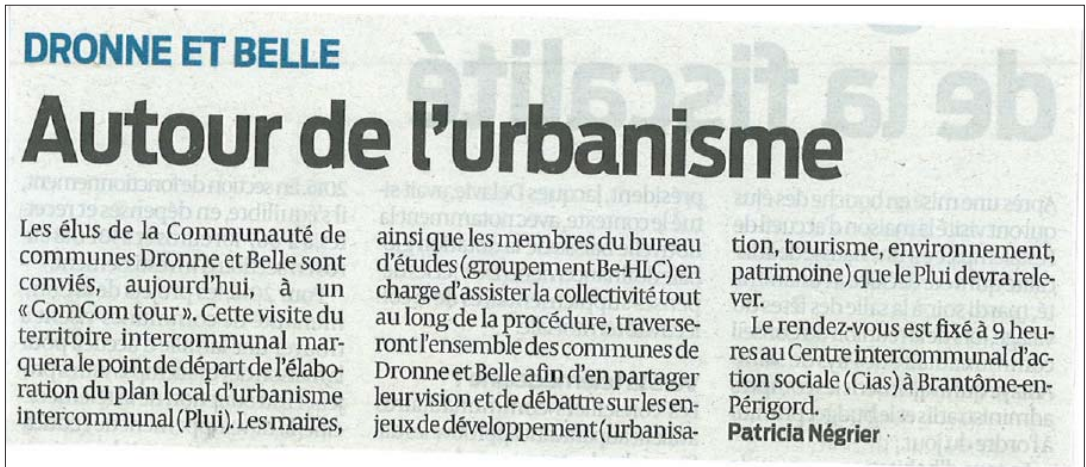 DRONNE ET BELLE
Autour de l'urbanisme
Les élus de la Communauté de
communes Dronne et Belle sont
conviés, aujourd'hui, à un
« ComCom tour ». Cette visite du
territoire intercommunal mar-
quera le point de départ de l'élabo-
ration du plan local d'urbanisme
intercommunal (Plui). Les maires,
ainsi que les membres du bureau
d'études (groupement Be-HLC) en
charge d'assister la collectivité tout
au long de la procédure, traverse-
ront l'ensemble des communes de
Dronne et Belle afin d'en partager
leur vision et de débattre sur les en-
jeux de développement (urbanisa-
tion, tourisme, environnement,
patrimoine) que le Plui devra rele-
ver.
Le rendez-vous est fixé à 9 heu-
res au Centre intercommunal d'ac-
tion sociale (Cias) à Brantôme-en-
Périgord.
Patricia Négrier